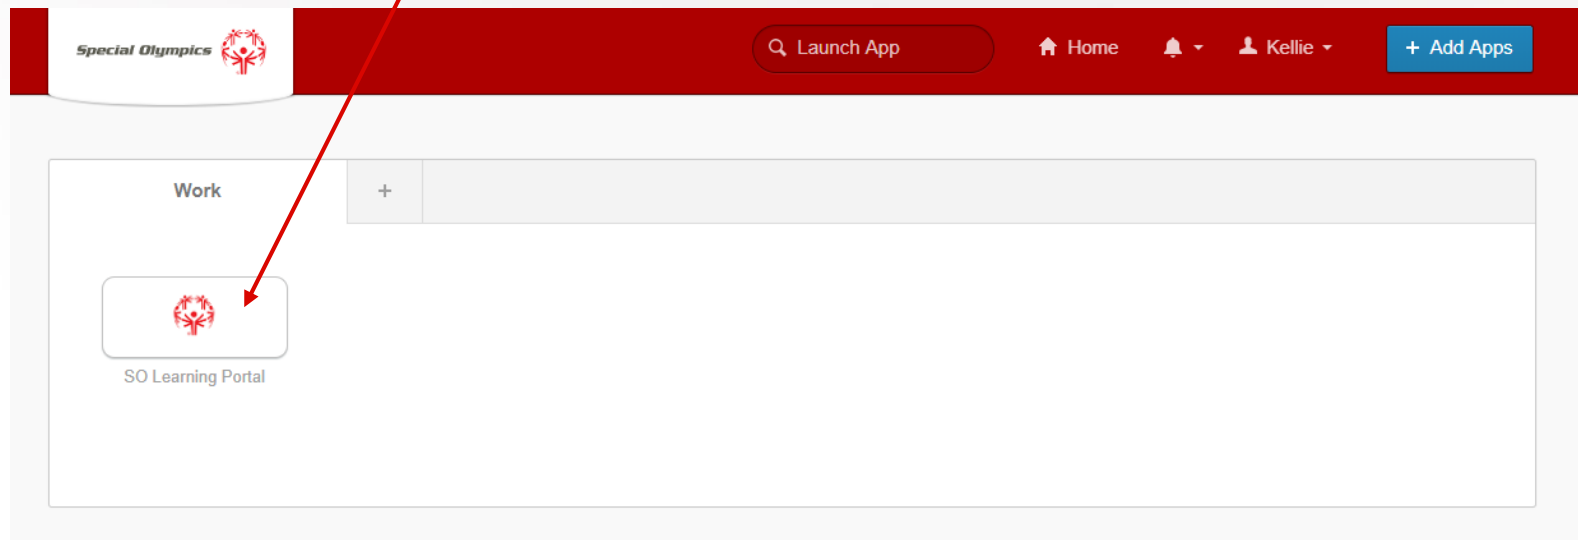 Special Olympics
Launch App
Home
Kellie
+ Add Apps
Work
+
SO Learning Portal